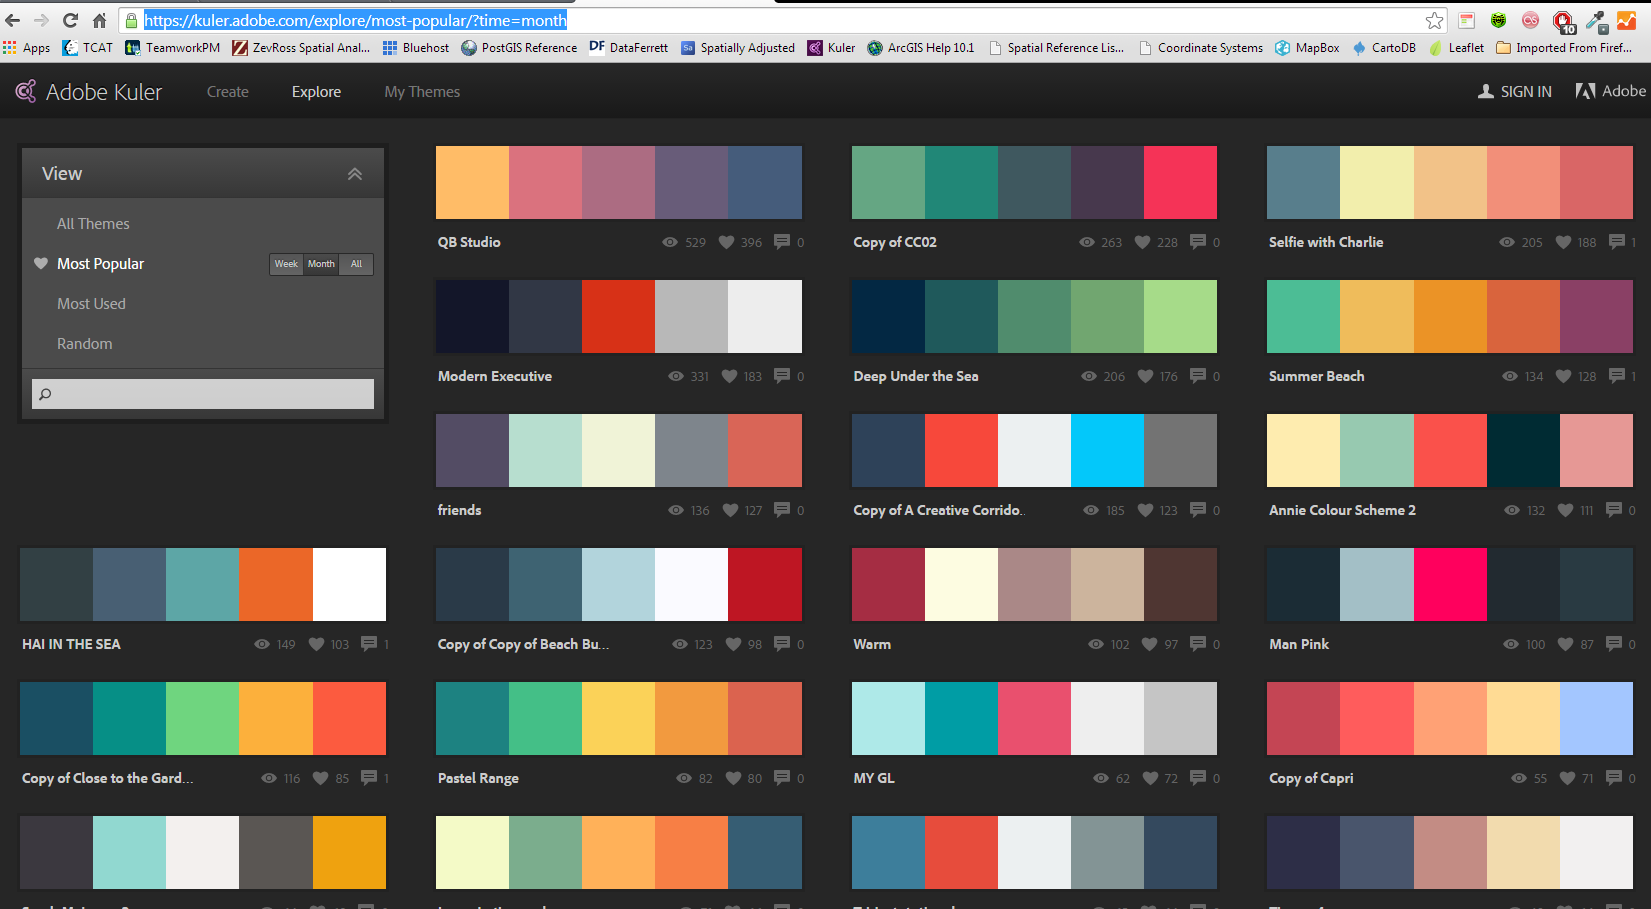 https://kuler.adobe.com/explore/most-popular/?time=month
10
Apps TCAT TeamworkPM ZevRoss Spatial Anal... Bluehost PostGIS Reference DataFerrett Spatially Adjusted Kuler ArcGIS Help 10.1 Spatial Reference Lis... Coordinate Systems MapBox CartoDB Leaflet Imported From Firef...
Adobe Kuler Create Explore My Themes SIGN IN Adobe
View
All Themes
Most Popular Week Month All
Most Used
Random
QB Studio 529 396 0
Copy of CC02 263 228 0
Selfie with Charlie 205 188 1
Modern Executive 331 183 0
Deep Under the Sea 206 176 0
Summer Beach 134 128 1
friends 136 127 0
Copy of A Creative Corrido.. 185 123 0
Annie Colour Scheme 2 132 111 0
HAI IN THE SEA 149 103 1
Copy of Copy of Beach Bu... 123 98 0
Warm 102 97 0
Man Pink 100 87 0
Copy of Close to the Gard... 116 85 1
Pastel Range 82 80 0
MY GL 62 72 0
Copy of Capri 55 71 0